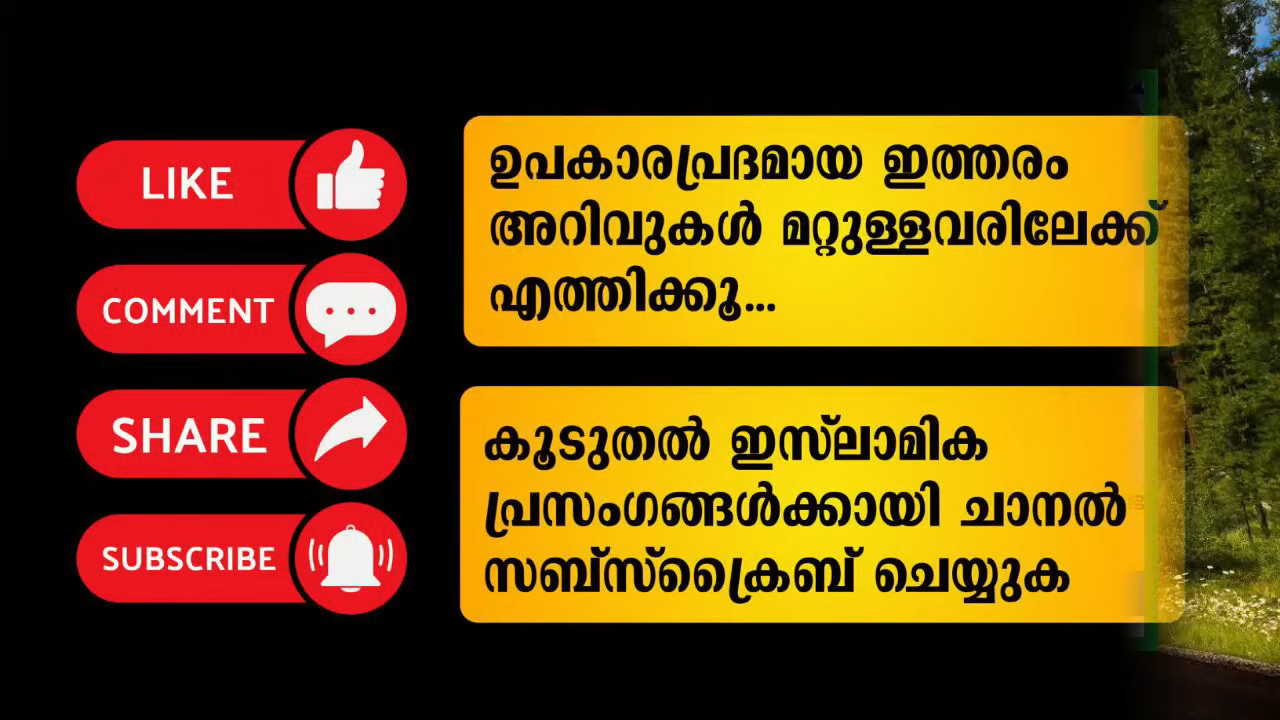 LIKE
COMMENT
SHARE
SUBSCRIBE
ഉപകാരപ്രദമായ ഇത്തരം
അറിവുകൾ മറ്റുള്ളവരിലേക്ക്
എത്തിക്കൂ...
കൂടുതൽ ഇസ്‌ലാമിക
പ്രസംഗങ്ങൾക്കായി ചാനൽ
സബ്സ്ക്രൈബ് ചെയ്യുക